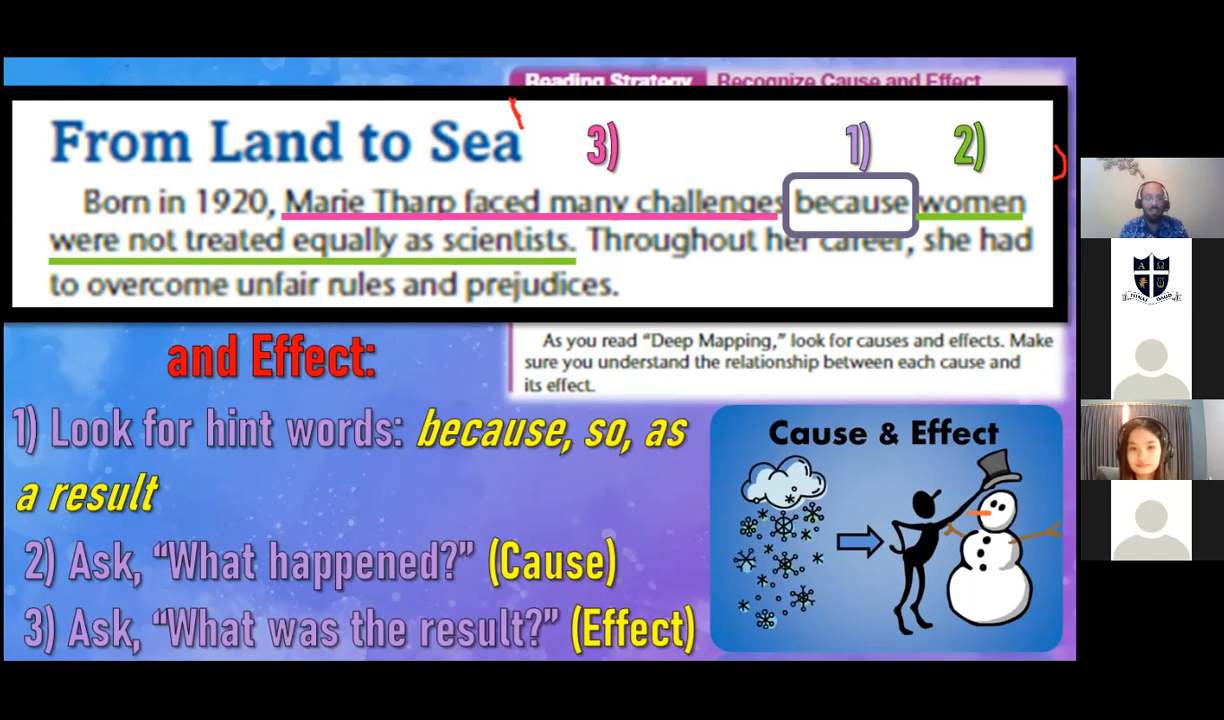 Reading Strategy Recognize Cause and Effect
From Land to Sea
3) 1) 2)
Born in 1920, Marie Tharp faced many challenges because women
were not treated equally as scientists. Throughout her career, she had
to overcome unfair rules and prejudices.
As you read “Deep Mapping,” look for causes and effects. Make
sure you understand the relationship between each cause and
its effect.
and Effect:
1) Look for hint words: because, so, as
a result
2) Ask, “What happened?” (Cause)
3) Ask, “What was the result?” (Effect)
Cause & Effect